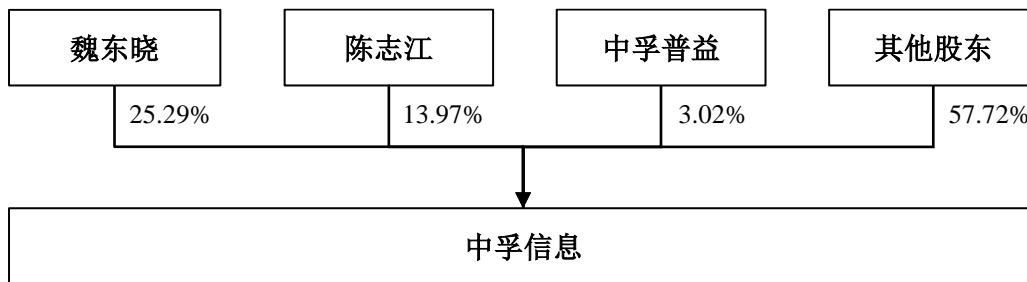 魏东晓
陈志江
中孚普益
其他股东
25.29%
13.97%
3.02%
57.72%
中孚信息